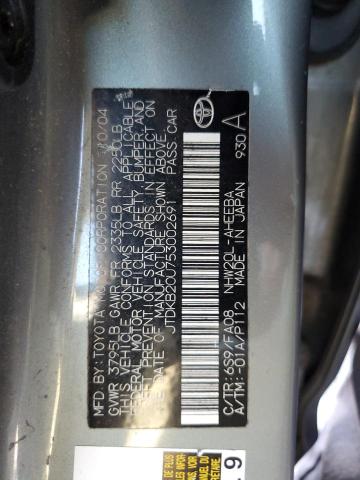 MFD.BY:TOYOTA MOTOR CORPORATION 10/04
GVWR 3795LB GAWR FR 2335LB RR 2250LB
THIS VEHICLE CONFORMS TO ALL APPLICABLE
FEDERAL MOTOR VEHICLE SAFETY, BUMPER, AND
THEFT PREVENTION STANDARDS IN EFFECT ON
THE DATE OF MANUFACTURE SHOWN ABOVE.
JTDKB20U753002691 PASS CAR
C/TR: 6S9/FA08 NHW20L-AHEEBA
A/TM: -01A/P112 MADE IN JAPAN
930 A